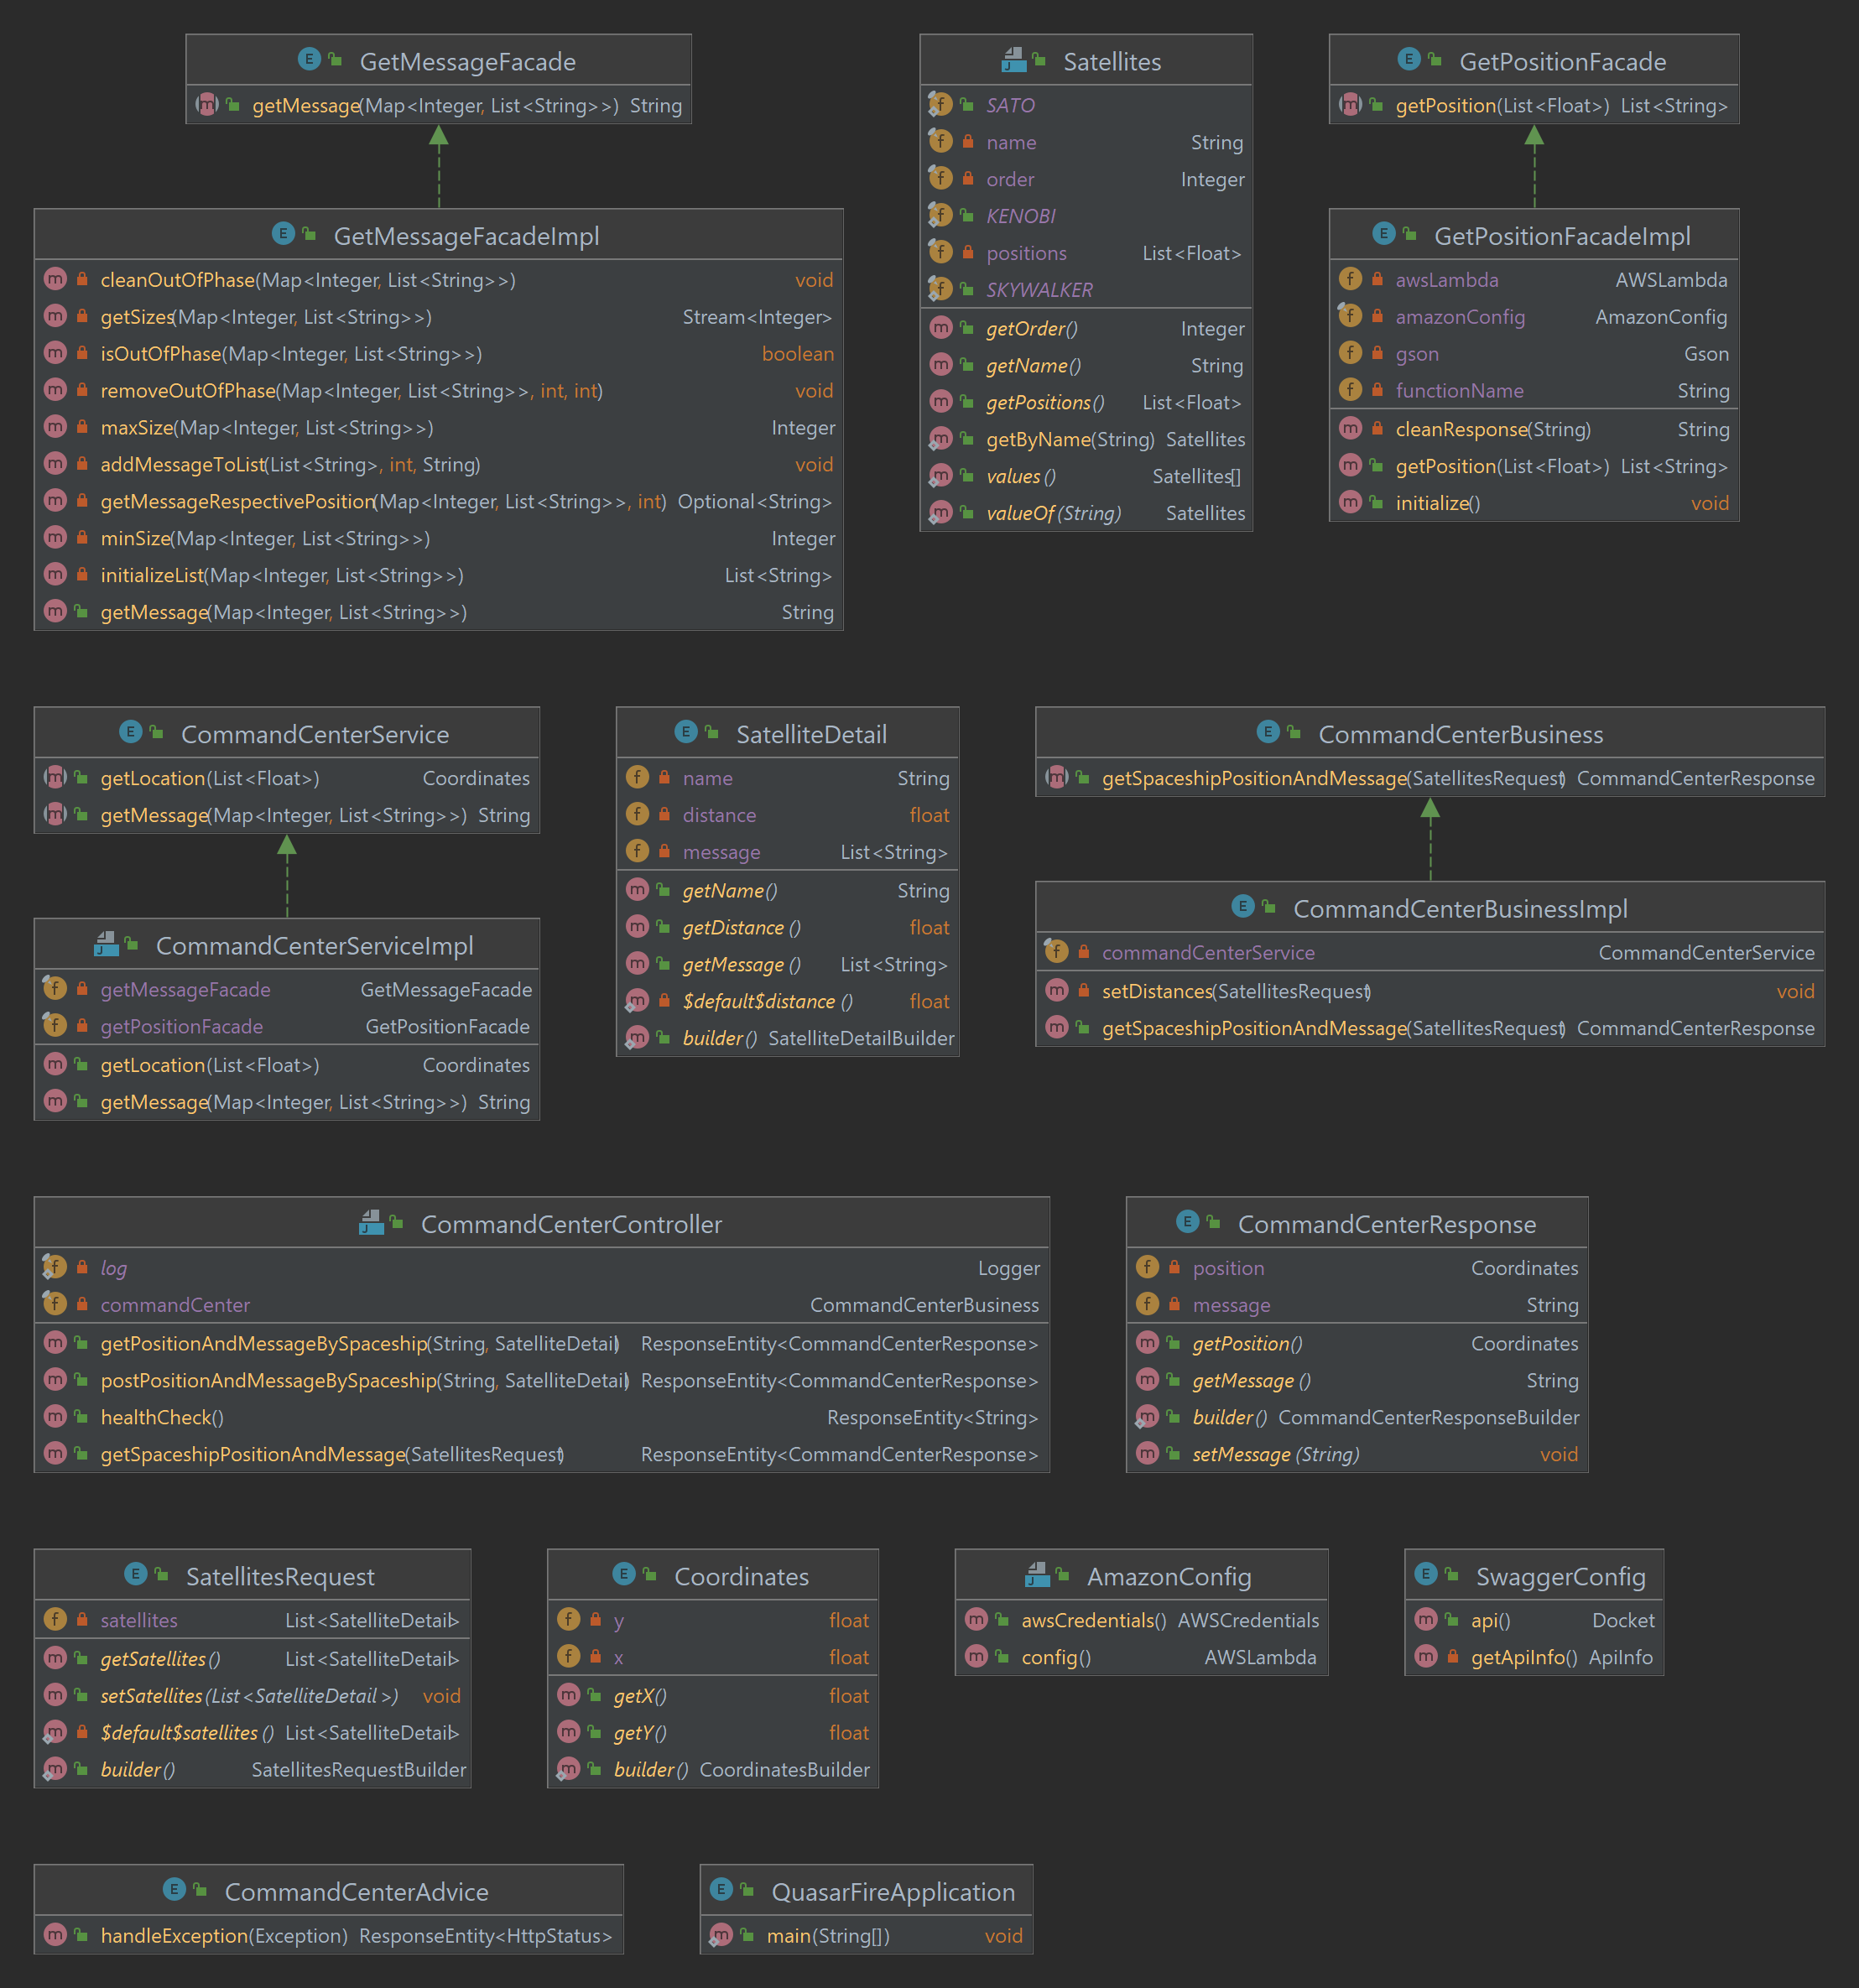 GetMessageFacade
getMessage(Map<Integer, List<String>>) String
GetMessageFacadeImpl
cleanOutOfPhase(Map<Integer, List<String>>) void
getSizes(Map<Integer, List<String>>) Stream<Integer>
isOutOfPhase(Map<Integer, List<String>>) boolean
removeOutOfPhase(Map<Integer, List<String>>, int, int) void
maxSize(Map<Integer, List<String>>) Integer
addMessageToList(List<String>, int, String) void
getMessageRespectivePosition(Map<Integer, List<String>>, int) Optional<String>
minSize(Map<Integer, List<String>>) Integer
initializeList(Map<Integer, List<String>>) List<String>
getMessage(Map<Integer, List<String>>) String
Satellites
SATO
name String
order Integer
KENOBI
positions List<Float>
SKYWALKER
getOrder() Integer
getName() String
getPositions() List<Float>
getByName(String) Satellites
values() Satellites[]
valueOf(String) Satellites
GetPositionFacade
getPosition(List<Float>) List<String>
GetPositionFacadeImpl
awsLambda AWSLambda
amazonConfig AmazonConfig
gson Gson
functionName String
cleanResponse(String) String
getPosition(List<Float>) List<String>
initialize() void
CommandCenterService
getLocation(List<Float>) Coordinates
getMessage(Map<Integer, List<String>>) String
CommandCenterServiceImpl
getMessageFacade GetMessageFacade
getPositionFacade GetPositionFacade
getLocation(List<Float>) Coordinates
getMessage(Map<Integer, List<String>>) String
SatelliteDetail
name String
distance float
message List<String>
getName() String
getDistance() float
getMessage() List<String>
$default$distance() float
builder() SatelliteDetailBuilder
CommandCenterBusiness
getSpaceshipPositionAndMessage(SatellitesRequest) CommandCenterResponse
CommandCenterBusinessImpl
commandCenterService CommandCenterService
setDistances(SatellitesRequest) void
getSpaceshipPositionAndMessage(SatellitesRequest) CommandCenterResponse
CommandCenterController
log Logger
commandCenter CommandCenterBusiness
getPositionAndMessageBySpaceship(String, SatelliteDetail) ResponseEntity<CommandCenterResponse>
postPositionAndMessageBySpaceship(String, SatelliteDetail) ResponseEntity<CommandCenterResponse>
healthCheck() ResponseEntity<String>
getSpaceshipPositionAndMessage(SatellitesRequest) ResponseEntity<CommandCenterResponse>
CommandCenterResponse
position Coordinates
message String
getPosition() Coordinates
getMessage() String
builder() CommandCenterResponseBuilder
setMessage(String) void
SatellitesRequest
satellites List<SatelliteDetail>
getSatellites() List<SatelliteDetail>
setSatellites(List<SatelliteDetail>) void
$default$satellites() List<SatelliteDetail>
builder() SatellitesRequestBuilder
Coordinates
y float
x float
getX() float
getY() float
builder() CoordinatesBuilder
AmazonConfig
awsCredentials() AWSCredentials
config() AWSLambda
SwaggerConfig
api() Docket
getApiInfo() ApiInfo
CommandCenterAdvice
handleException(Exception) ResponseEntity<HttpStatus>
QuasarFireApplication
main(String[]) void